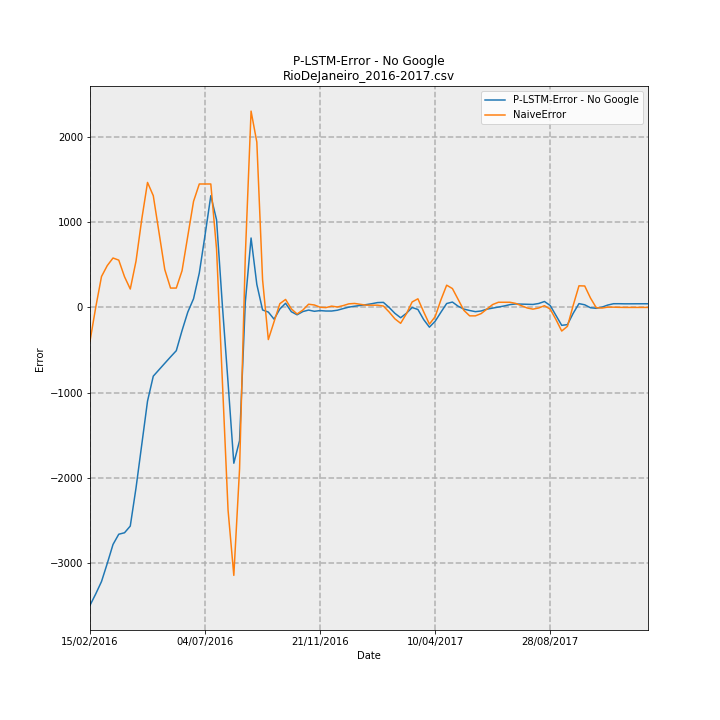 P-LSTM-Error - No Google
RioDeJaneiro_2016-2017.csv
P-LSTM-Error - No Google
NaiveError
2000
1000
0
−1000
−2000
−3000
Error
15/02/2016
04/07/2016
21/11/2016
10/04/2017
28/08/2017
Date